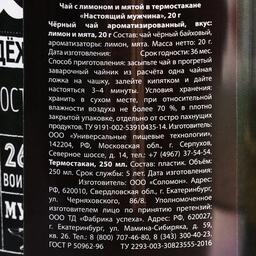 Чай с лимоном и мятой в термостакане
«Настоящий мужчина», 20 г
Чёрный чай ароматизированный, вкус:
лимон и мята, 20 г Состав: чай чёрный байховый,
ароматизаторы: лимон, мята. Масса нетто: 20 г.
Дата изготовления: Срок годности: 36 мес.
Способ приготовления: засыпьте чай в прогретый
заварочный чайник из расчёта одна чайная
ложка на чашку, залейте кипятком и дайте
настояться 3–4 минуты. Условия хранения:
хранить в сухом месте, при относительной
влажности воздуха не более 70 %, в плотно
закрытой упаковке, отдельно от остро пахнущих
продуктов. ТУ 9191-002-53910435-14. Изготовитель:
ООО «Универсальные пищевые технологии»,
142204, РФ, Московская обл., г. Серпухов,
Северное шоссе, д. 14, тел.: +7 (4967) 37-54-54.
Термостакан, 250 мл. Состав: пластик. Объём:
250 мл. Срок службы: 5 лет. Дата изготовления:
Изготовитель: ООО «Соломон». Адрес:
РФ, 620010, Свердловская обл., г. Екатеринбург,
ул. Черняховского, 86/8. Уполномоченное
изготовителем лицо по принятию претензий:
ООО ТД «Фабрика успеха». Адрес: РФ, 620027,
г. Екатеринбург, ул. Мамина-Сибиряка, д. 59,
кв. 26. Тел.: 8 (800) 707-46-80, 8 (343) 300-40-23.
ГОСТ Р 50962-96 ТУ 2293-003-30823555-2016
ОСТ
26
ВОИ
МУ